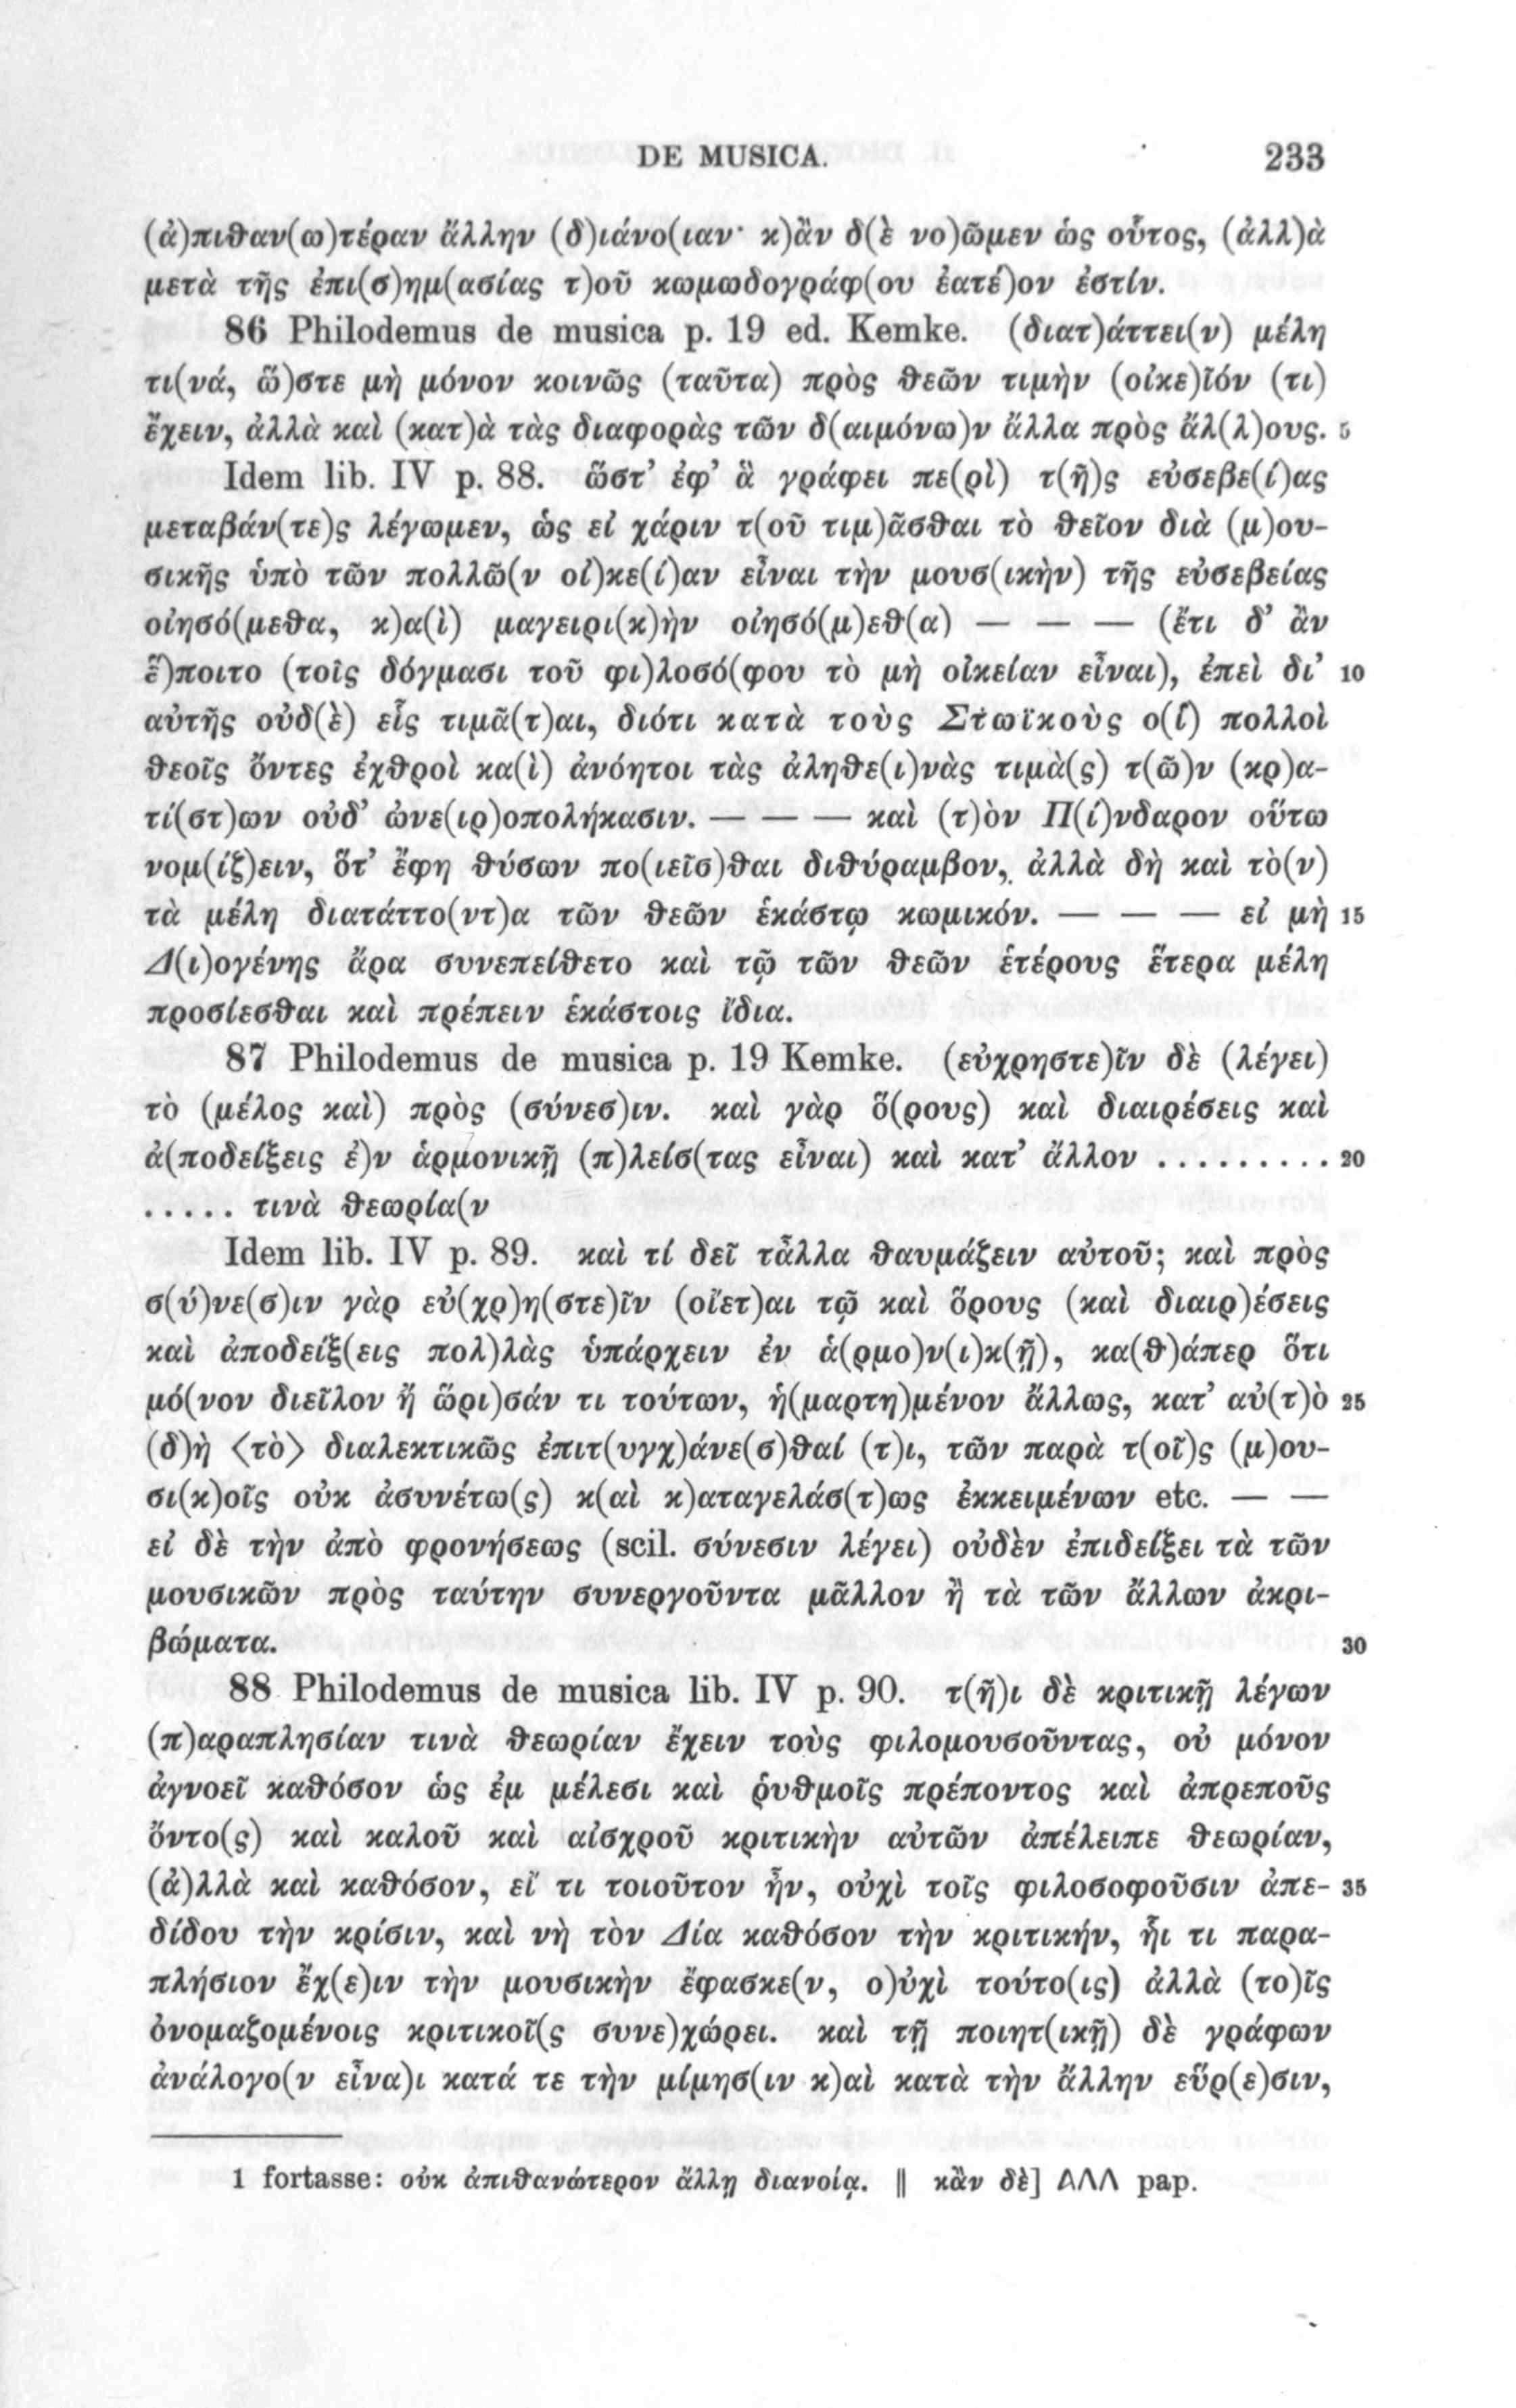 DE MUSICA. 233
(ἀ)πιθαν(ω)τέραν ἄλλην (δ)ιάνο(ιαν· κ)ἂν δ(ὲ νο)ῶμεν ὡς οὗτος, (ἀλλ)ὰ
μετὰ τῆς ἐπι(σ)ημ(ασίας τ)οῦ κωμωδογράφ(ου ἐατέ)ον ἐστίν.
86 Philodemus de musica p. 19 ed. Kemke. (διατ)άττει(ν) μέλη
τι(νά, ὥ)στε μὴ μόνον κοινῶς (ταῦτα) πρὸς θεῶν τιμὴν (οἰκε)ῖόν (τι)
ἔχειν, ἀλλὰ καὶ (κατ)ὰ τὰς διαφορὰς τῶν δ(αιμόνω)ν ἄλλα πρὸς ἄλ(λ)ους. 5
Idem lib. IV p. 88. ὥστ’ ἐφ’ ἃ γράφει πε(ρὶ) τ(ῆ)ς εὐσεβε(ί)ας
μεταβάν(τε)ς λέγωμεν, ὡς εἰ χάριν τ(οῦ τιμ)ᾶσθαι τὸ θεῖον διὰ (μ)ου-
σικῆς ὑπὸ τῶν πολλῶ(ν οἰ)κε(ί)αν εἶναι τὴν μουσ(ικὴν) τῆς εὐσεβείας
οἰησό(μεθα, κ)α(ὶ) μαγειρι(κ)ὴν οἰησό(μ)εθ(α) — — — (ἔτι δ’ ἂν
ἕ)ποιτο (τοῖς δόγμασι τοῦ φι)λοσό(φου τὸ μὴ οἰκείαν εἶναι), ἐπεὶ δι’ 10
αὐτῆς οὐδ(ὲ) εἷς τιμᾶ(τ)αι, διότι κατὰ τοὺς Στωϊκοὺς ο(ἱ) πολλοὶ
θεοῖς ὄντες ἐχθροὶ κα(ὶ) ἀνόητοι τὰς ἀληθε(ι)νὰς τιμὰ(ς) τ(ῶ)ν (κρ)α-
τί(στ)ων οὐδ’ ὠνε(ιρ)οπολήκασιν. — — — καὶ (τ)ὸν Π(ί)νδαρον οὕτω
νομ(ίζ)ειν, ὅτ’ ἔφη θύσων πο(ιεῖσ)θαι διθύραμβον, ἀλλὰ δὴ καὶ τὸ(ν)
τὰ μέλη διατάττο(ντ)α τῶν θεῶν ἑκάστῳ κωμικόν. — — — εἰ μὴ 15
Δ(ι)ογένης ἄρα συνεπείθετο καὶ τῷ τῶν θεῶν ἑτέρους ἕτερα μέλη
προσίεσθαι καὶ πρέπειν ἑκάστοις ἴδια.
87 Philodemus de musica p. 19 Kemke. (εὐχρηστε)ῖν δὲ (λέγει)
τὸ (μέλος καὶ) πρὸς (σύνεσ)ιν. καὶ γὰρ ὅ(ρους) καὶ διαιρέσεις καὶ
ἀ(ποδείξεις ἐ)ν ἁρμονικῇ (π)λείσ(τας εἶναι) καὶ κατ’ ἄλλον . . . . . . . . . 20
. . . . . τινὰ θεωρία(ν
Idem lib. IV p. 89. καὶ τί δεῖ τἆλλα θαυμάζειν αὐτοῦ; καὶ πρὸς
σ(ύ)νε(σ)ιν γὰρ εὐ(χρ)η(στε)ῖν (οἴετ)αι τῷ καὶ ὅρους (καὶ διαιρ)έσεις
καὶ ἀποδείξ(εις πολ)λὰς ὑπάρχειν ἐν ἁ(ρμο)ν(ι)κ(ῇ), κα(θ)άπερ ὅτι
μό(νον διεῖλον ἢ ὥρι)σάν τι τούτων, ἡ(μαρτη)μένον ἄλλως, κατ’ αὐ(τ)ὸ 25
(δ)ὴ ⟨τὸ⟩ διαλεκτικῶς ἐπιτ(υγχ)άνε(σ)θαί (τ)ι, τῶν παρὰ τ(οῖ)ς (μ)ου-
σι(κ)οῖς οὐκ ἀσυνέτω(ς) κ(αὶ κ)αταγελάσ(τ)ως ἐκκειμένων etc. — —
εἰ δὲ τὴν ἀπὸ φρονήσεως (scil. σύνεσιν λέγει) οὐδὲν ἐπιδείξει τὰ τῶν
μουσικῶν πρὸς ταύτην συνεργοῦντα μᾶλλον ἢ τὰ τῶν ἄλλων ἀκρι-
βώματα. 30
88 Philodemus de musica lib. IV p. 90. τ(ῆ)ι δὲ κριτικῇ λέγων
(π)αραπλησίαν τινὰ θεωρίαν ἔχειν τοὺς φιλομουσοῦντας, οὐ μόνον
ἀγνοεῖ καθόσον ὡς ἐμ μέλεσι καὶ ῥυθμοῖς πρέποντος καὶ ἀπρεποῦς
ὄντο(ς) καὶ καλοῦ καὶ αἰσχροῦ κριτικὴν αὐτῶν ἀπέλειπε θεωρίαν,
(ἀ)λλὰ καὶ καθόσον, εἴ τι τοιοῦτον ἦν, οὐχὶ τοῖς φιλοσοφοῦσιν ἀπε- 35
δίδου τὴν κρίσιν, καὶ νὴ τὸν Δία καθόσον τὴν κριτικήν, ἧι τι παρα-
πλήσιον ἔχ(ε)ιν τὴν μουσικὴν ἔφασκε(ν, ο)ὐχὶ τούτο(ις) ἀλλὰ (το)ῖς
ὀνομαζομένοις κριτικοῖ(ς συνε)χώρει. καὶ τῇ ποιητ(ικῇ) δὲ γράφων
ἀνάλογο(ν εἶνα)ι κατά τε τὴν μίμησ(ιν κ)αὶ κατὰ τὴν ἄλλην εὕρ(ε)σιν,
1 fortasse: οὐκ ἀπιθανώτερον ἄλλῃ διανοίᾳ. ‖ κἂν δὲ] ΑΛΛ pap.